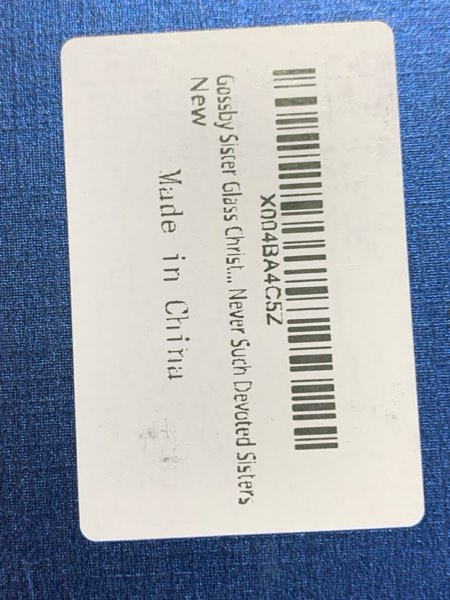 X004BA4C5Z
Gossby Sister Glass Christ... Never Such Devoted Sisters
New
Made in China